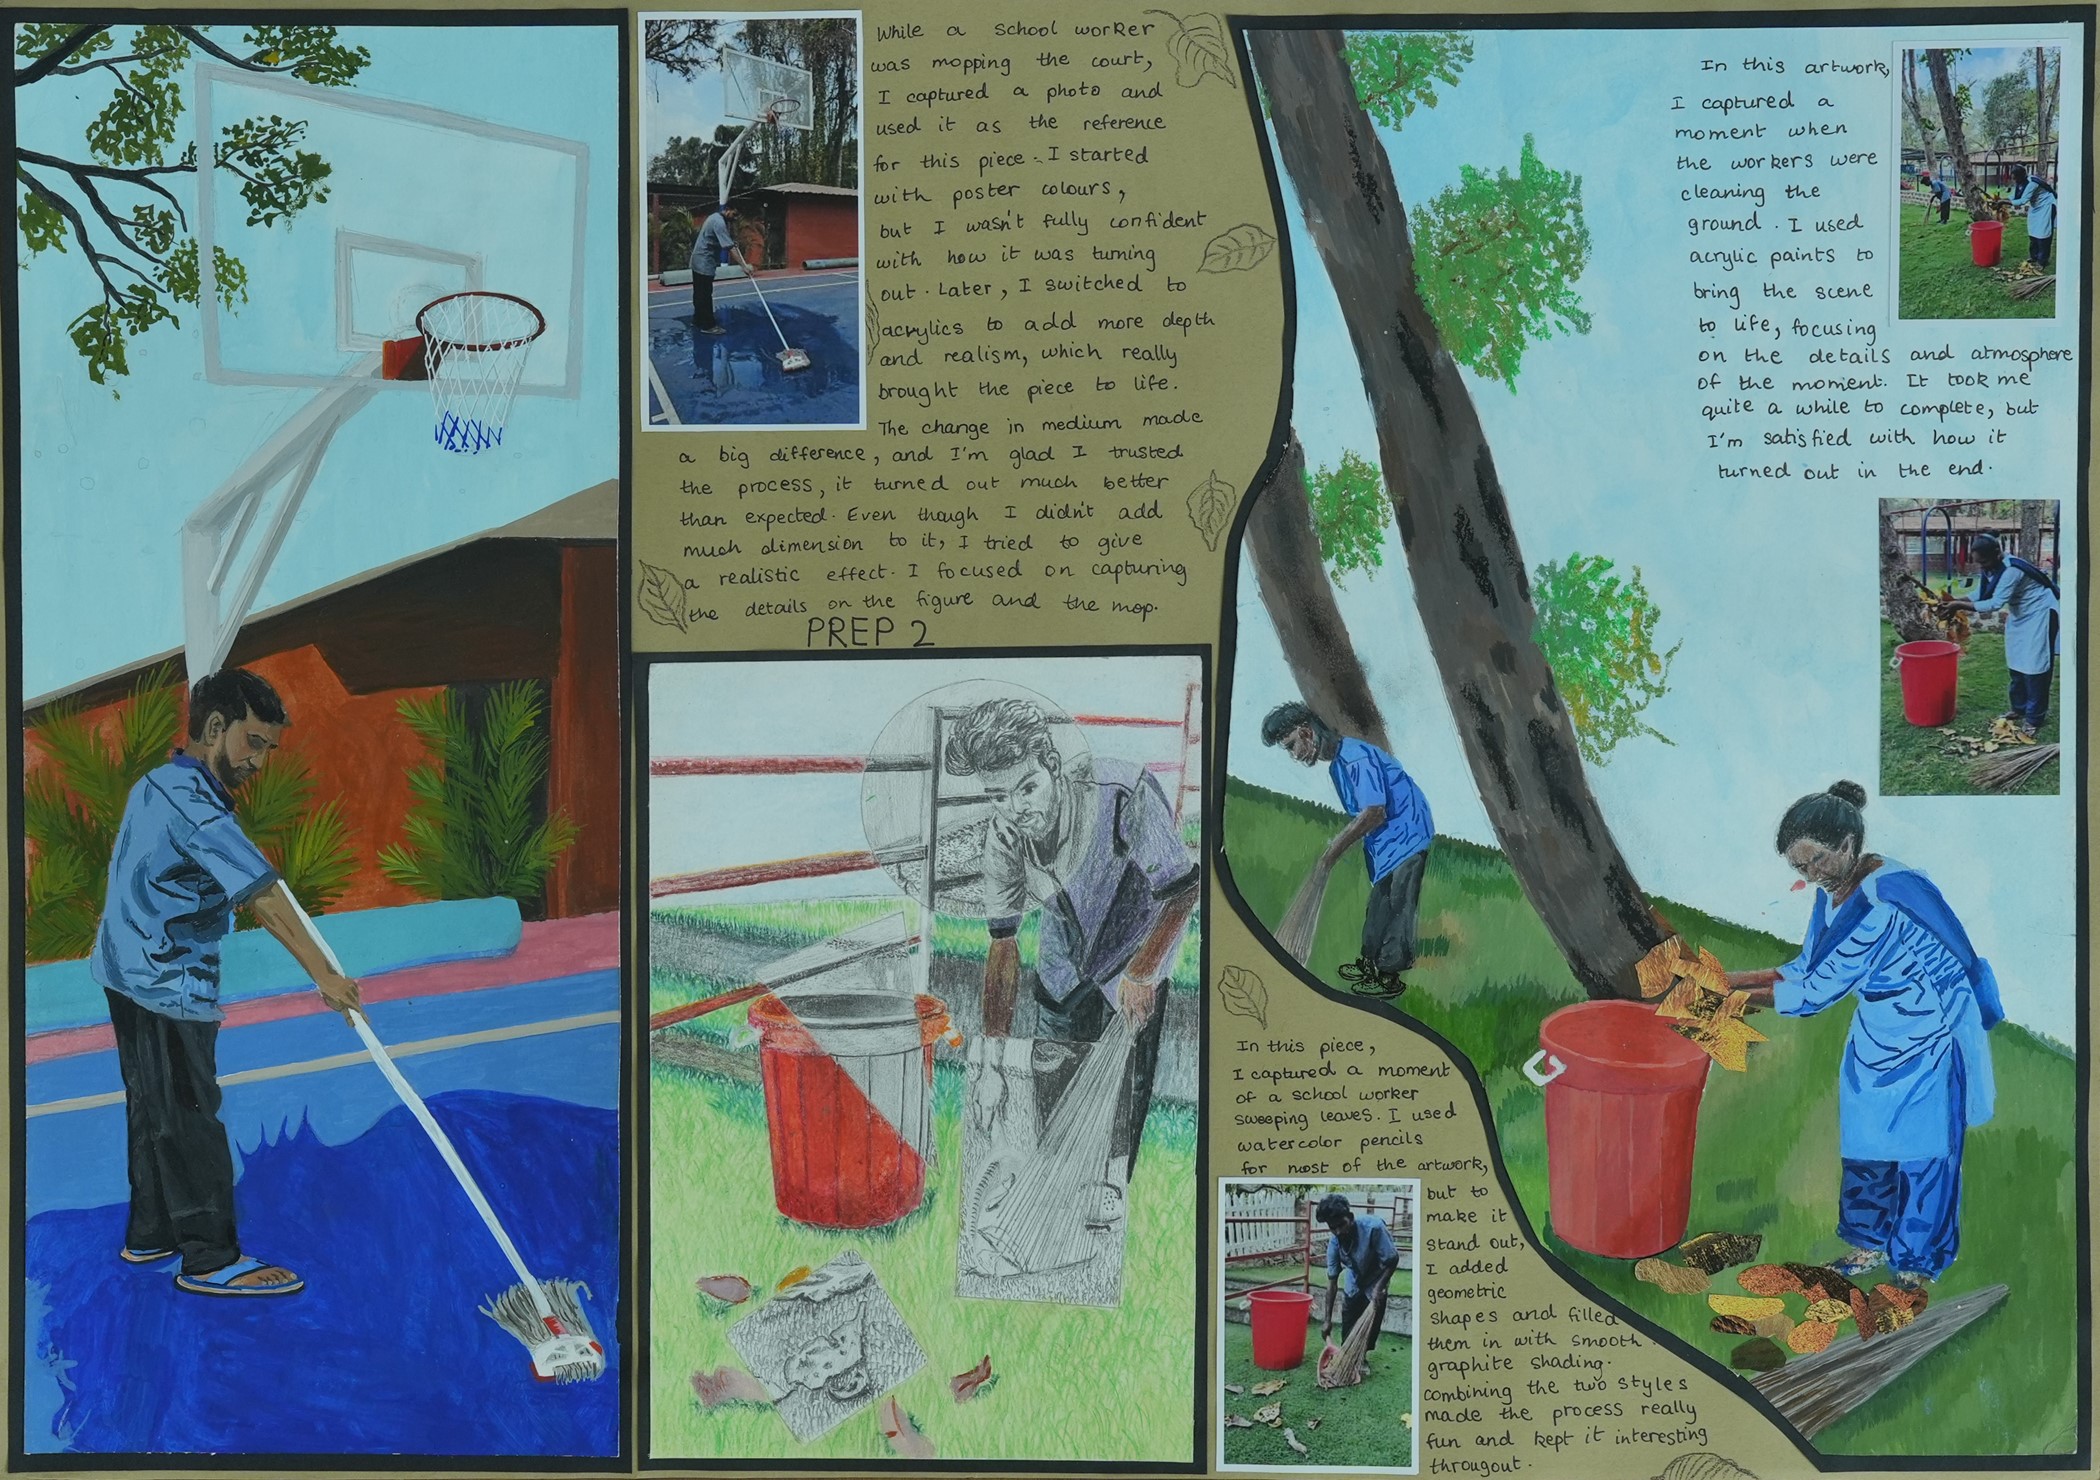 While a school worker
was mopping the court,
I captured a photo and
used it as the reference
for this piece. I started
with poster colours,
but I wasn't fully confident
with how it was turning
out. Later, I switched to
acrylics to add more depth
and realism, which really
brought the piece to life.
The change in medium made
a big difference, and I'm glad I trusted
the process, it turned out much better
than expected. Even though I didn't add
much dimension to it, I tried to give
a realistic effect. I focused on capturing
the details on the figure and the mop.
PREP 2
In this artwork,
I captured a
moment when
the workers were
cleaning the
ground. I used
acrylic paints to
bring the scene
to life, focusing
on the details and atmosphere
of the moment. It took me
quite a while to complete, but
I'm satisfied with how it
turned out in the end.
In this piece,
I captured a moment
of a school worker
sweeping leaves. I used
watercolor pencils
for most of the artwork,
but to
make it
stand out,
I added
geometric
shapes and filled
them in with smooth
graphite shading.
combining the two styles
made the process really
fun and kept it interesting
througout.